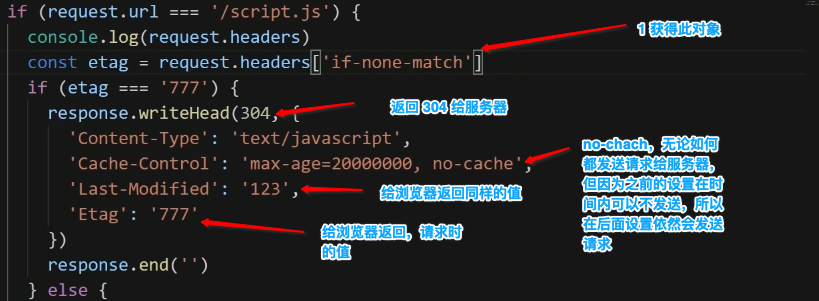 if (request.url === '/script.js') {
console.log(request.headers)
1 获得此对象
const etag = request.headers['if-none-match']
if (etag === '777') {
response.writeHead(304, {
返回 304 给服务器
'Content-Type': 'text/javascript',
'Cache-Control': 'max-age=20000000, no-cache',
no-chach，无论如何
都发送请求给服务器，
但因为之前的设置在时
间内可以不发送，所以
在后面设置依然会发送
请求
'Last-Modified': '123',
给浏览器返回同样的值
'Etag': '777'
给浏览器返回，请求时
的值
})
response.end('')
} else {